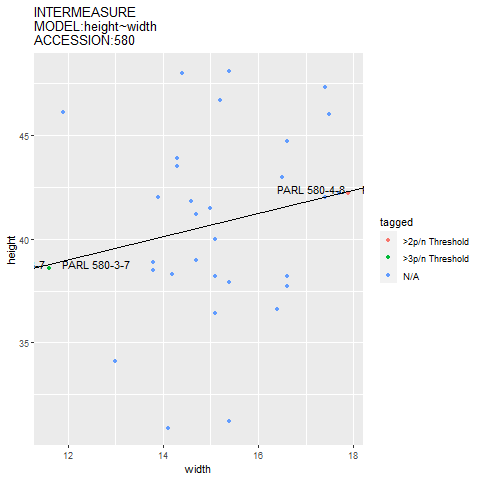 INTERMEASURE
MODEL:height~width
ACCESSION:580
45
40
35
height
12
14
16
18
width
PARL 580-4-8
-7
PARL 580-3-7
tagged
>2p/n Threshold
>3p/n Threshold
N/A